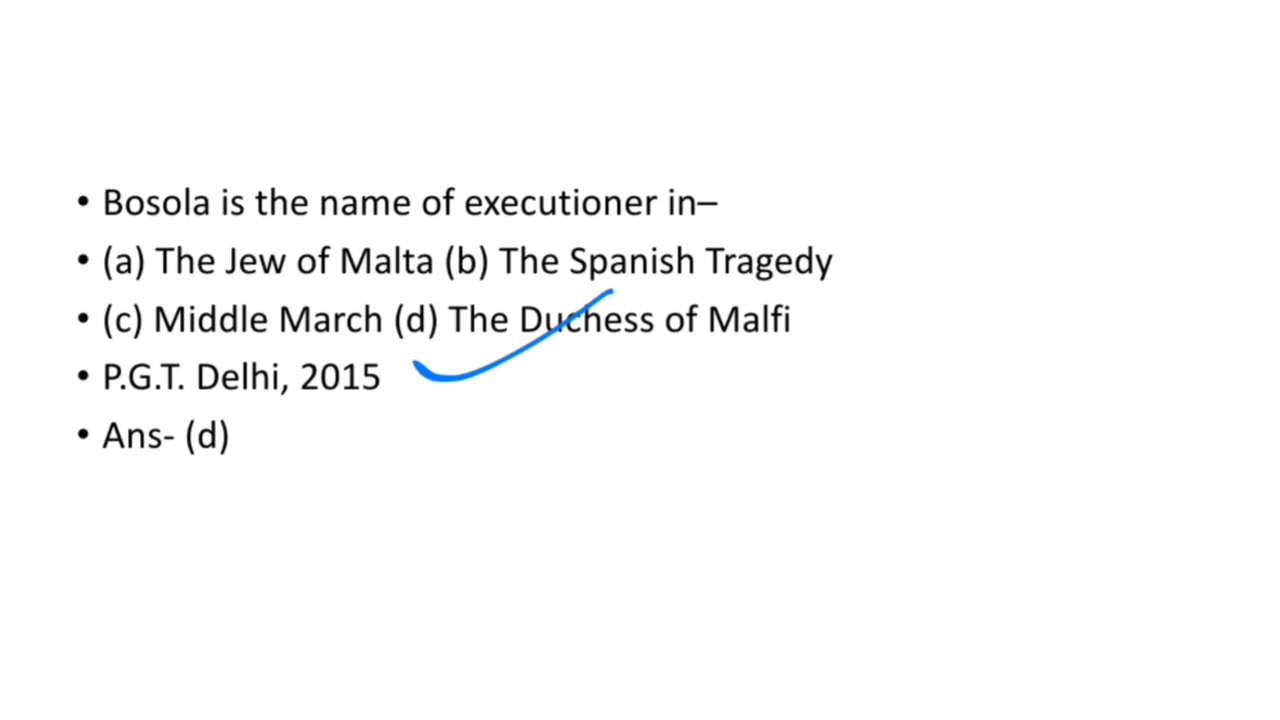 • Bosola is the name of executioner in–
• (a) The Jew of Malta (b) The Spanish Tragedy
• (c) Middle March (d) The Duchess of Malfi
• P.G.T. Delhi, 2015
• Ans- (d)